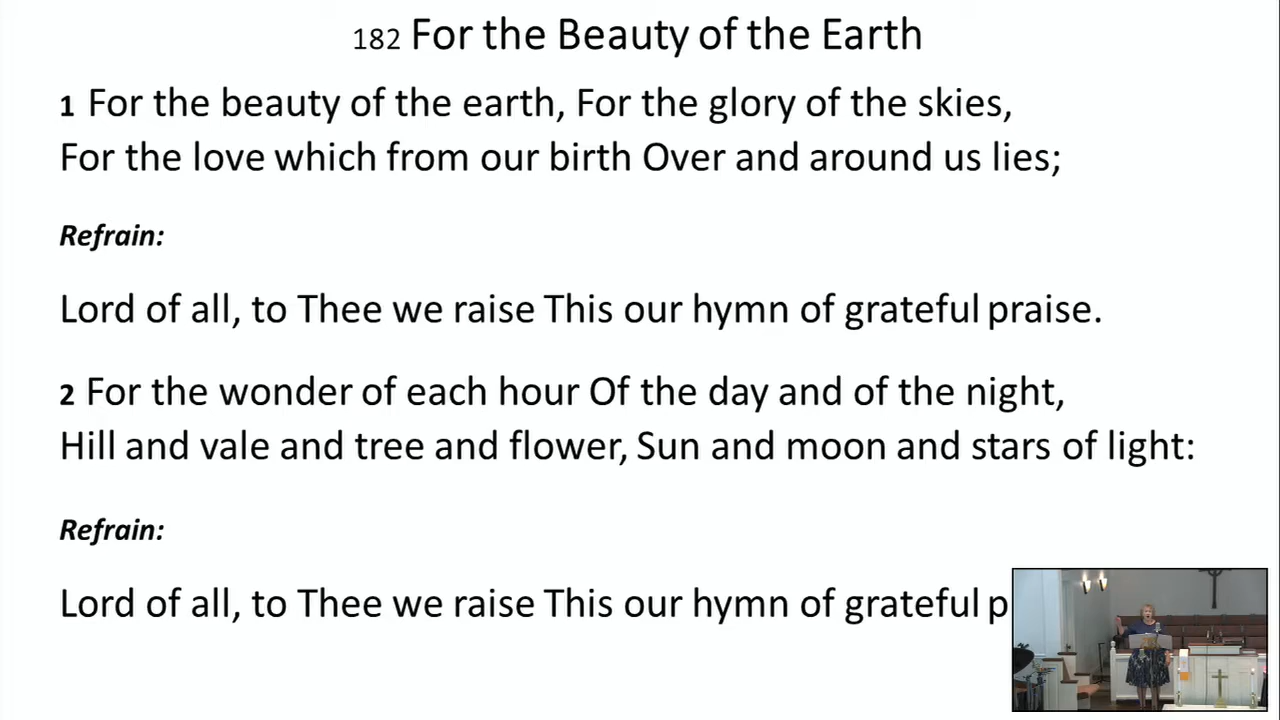 182 For the Beauty of the Earth
1 For the beauty of the earth, For the glory of the skies,
For the love which from our birth Over and around us lies;
Refrain:
Lord of all, to Thee we raise This our hymn of grateful praise.
2 For the wonder of each hour Of the day and of the night,
Hill and vale and tree and flower, Sun and moon and stars of light:
Refrain:
Lord of all, to Thee we raise This our hymn of grateful p